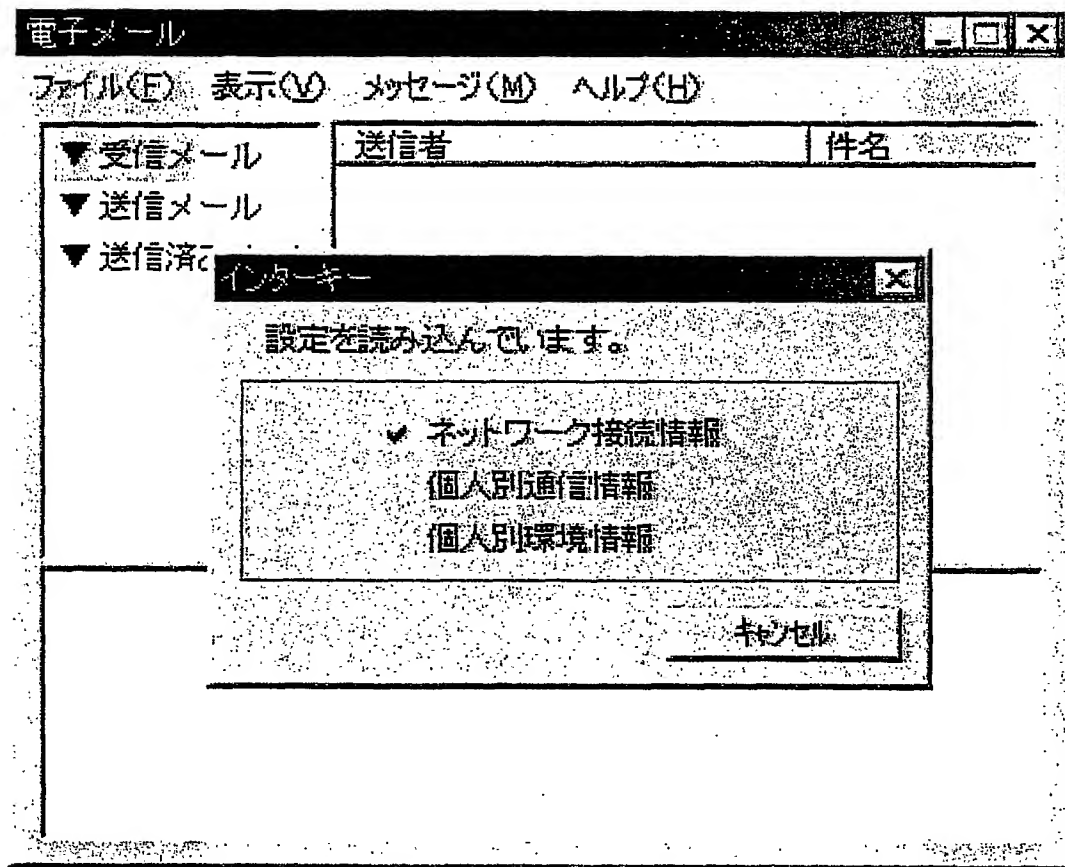 電子メール
ファイル(F) 表示(V) メッセージ(M) ヘルプ(H)
▼ 受信メール 送信者 件名
▼ 送信メール
▼ 送信済
インターキー
設定を読み込んでいます。
✔ ネットワーク接続情報
個人別通信情報
個人別環境情報
キャンセル